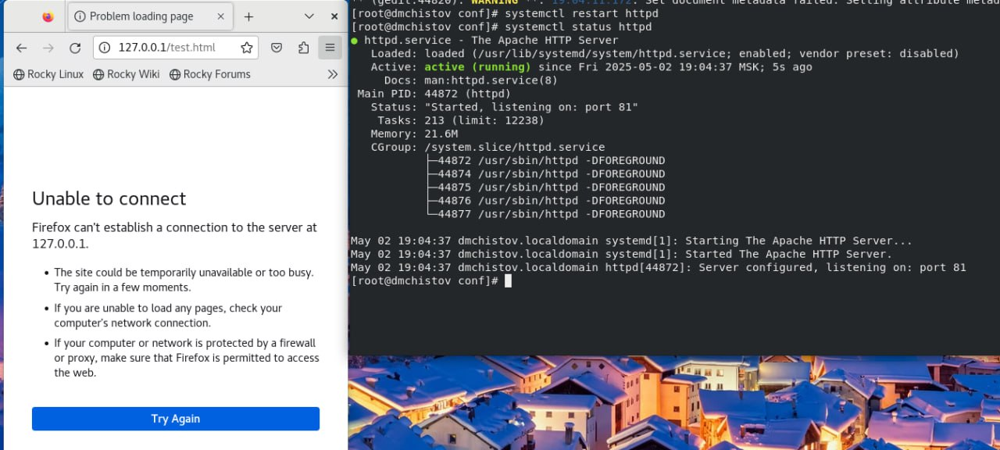 Problem loading page
127.0.0.1/test.html
Rocky Linux Rocky Wiki Rocky Forums
Unable to connect
Firefox can't establish a connection to the server at
127.0.0.1.
• The site could be temporarily unavailable or too busy.
Try again in a few moments.
• If you are unable to load any pages, check your
computer's network connection.
• If your computer or network is protected by a firewall
or proxy, make sure that Firefox is permitted to access
the web.
Try Again
** (gedit:44820): WARNING **: 19:04:11.172: Set document metadata failed: Setting attribute metad
[root@dmchistov conf]# systemctl restart httpd
[root@dmchistov conf]# systemctl status httpd
● httpd.service - The Apache HTTP Server
Loaded: loaded (/usr/lib/systemd/system/httpd.service; enabled; vendor preset: disabled)
Active: active (running) since Fri 2025-05-02 19:04:37 MSK; 5s ago
Docs: man:httpd.service(8)
Main PID: 44872 (httpd)
Status: "Started, listening on: port 81"
Tasks: 213 (limit: 12238)
Memory: 21.6M
CGroup: /system.slice/httpd.service
├─44872 /usr/sbin/httpd -DFOREGROUND
├─44874 /usr/sbin/httpd -DFOREGROUND
├─44875 /usr/sbin/httpd -DFOREGROUND
├─44876 /usr/sbin/httpd -DFOREGROUND
└─44877 /usr/sbin/httpd -DFOREGROUND
May 02 19:04:37 dmchistov.localdomain systemd[1]: Starting The Apache HTTP Server...
May 02 19:04:37 dmchistov.localdomain systemd[1]: Started The Apache HTTP Server.
May 02 19:04:37 dmchistov.localdomain httpd[44872]: Server configured, listening on: port 81
[root@dmchistov conf]#